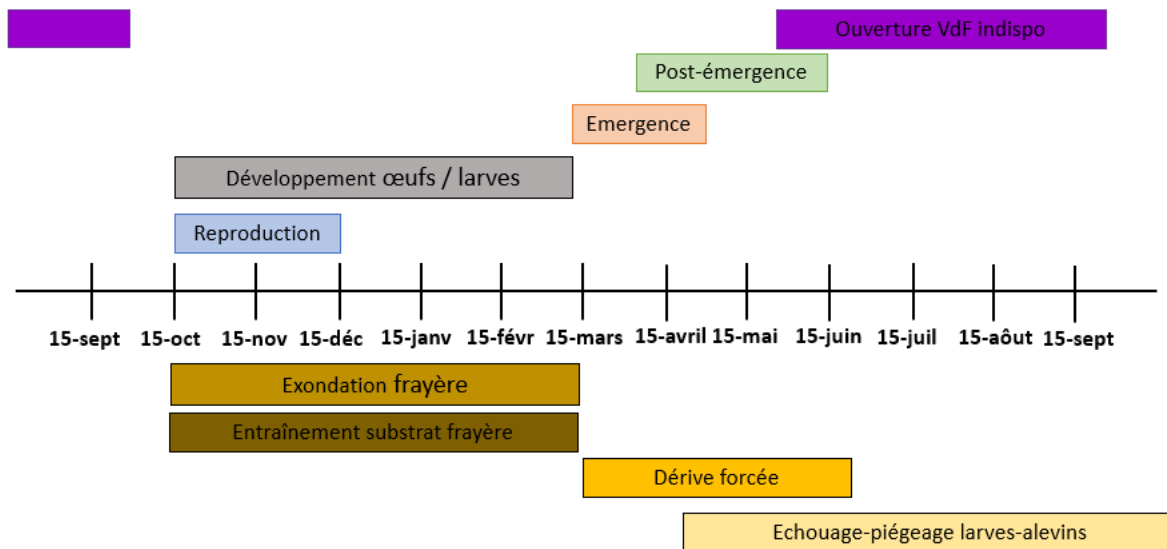 Ouverture VdF indispo
Post-émergence
Emergence
Développement œufs / larves
Reproduction
15-sept 15-oct 15-nov 15-déc 15-janv 15-févr 15-mars 15-avril 15-mai 15-juin 15-juil 15-aôut 15-sept
Exondation frayère
Entraînement substrat frayère
Dérive forcée
Echouage-piégeage larves-alevins